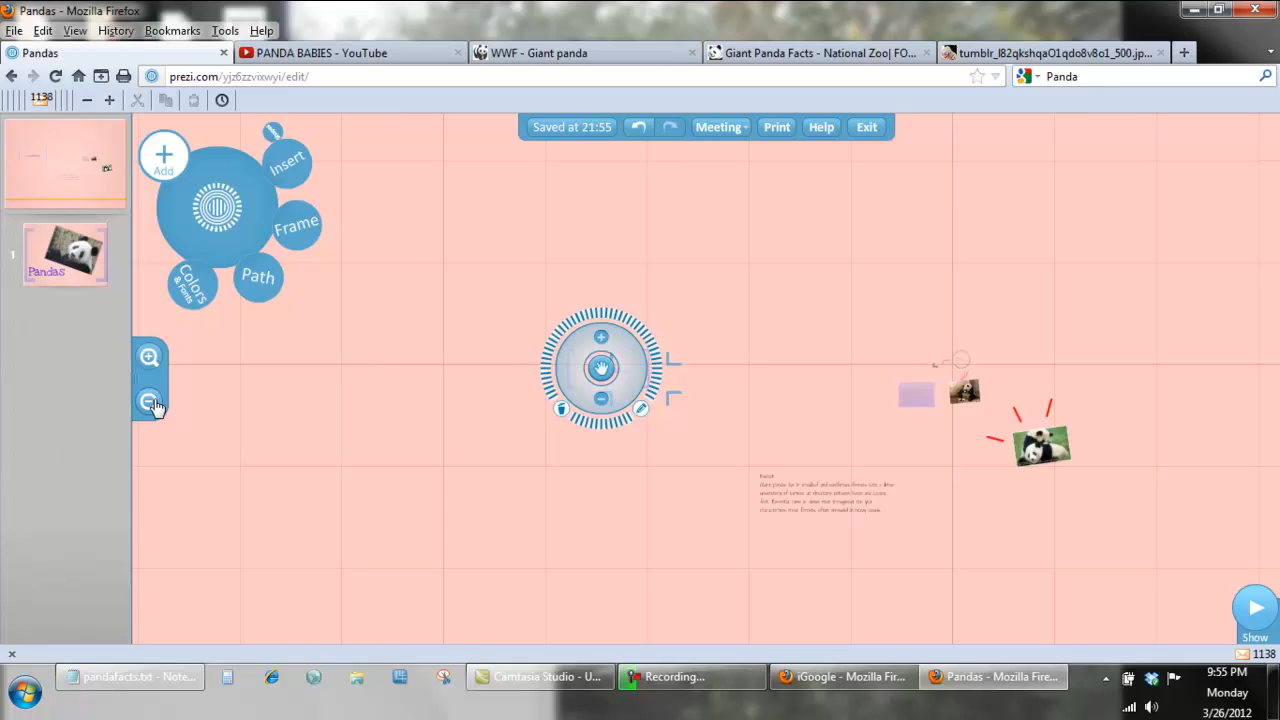 Pandas - Mozilla Firefox
File Edit View History Bookmarks Tools Help
Pandas
PANDA BABIES - YouTube
WWF - Giant panda
Giant Panda Facts - National Zoo| FO...
tumblr_l82qkshqaO1qdo8v8o1_500.jp...
prezi.com/yjz6zzvixwyi/edit/
Panda
1138
Saved at 21:55 Meeting Print Help Exit
Add
Insert
Frame
Path
Colors
& Fonts
1
Pandas
Show
1138
pandafacts.txt - Note...
Camtasia Studio - U...
Recording...
iGoogle - Mozilla Fir...
Pandas - Mozilla Fire...
9:55 PM
Monday
3/26/2012